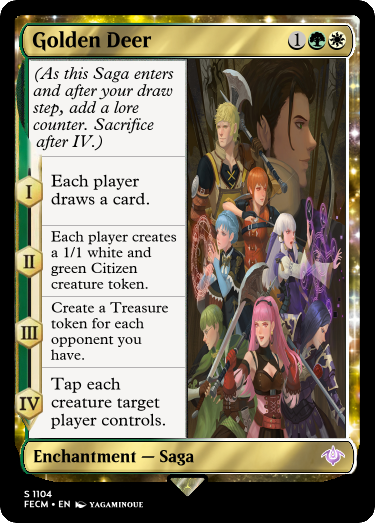 Golden Deer 1
(As this Saga enters
and after your draw
step, add a lore
counter. Sacrifice
after IV.)
I
Each player
draws a card.
II
Each player creates
a 1/1 white and
green Citizen
creature token.
III
Create a Treasure
token for each
opponent you
have.
IV
Tap each
creature target
player controls.
Enchantment — Saga
S 1104
FECM • EN YAGAMINOUE